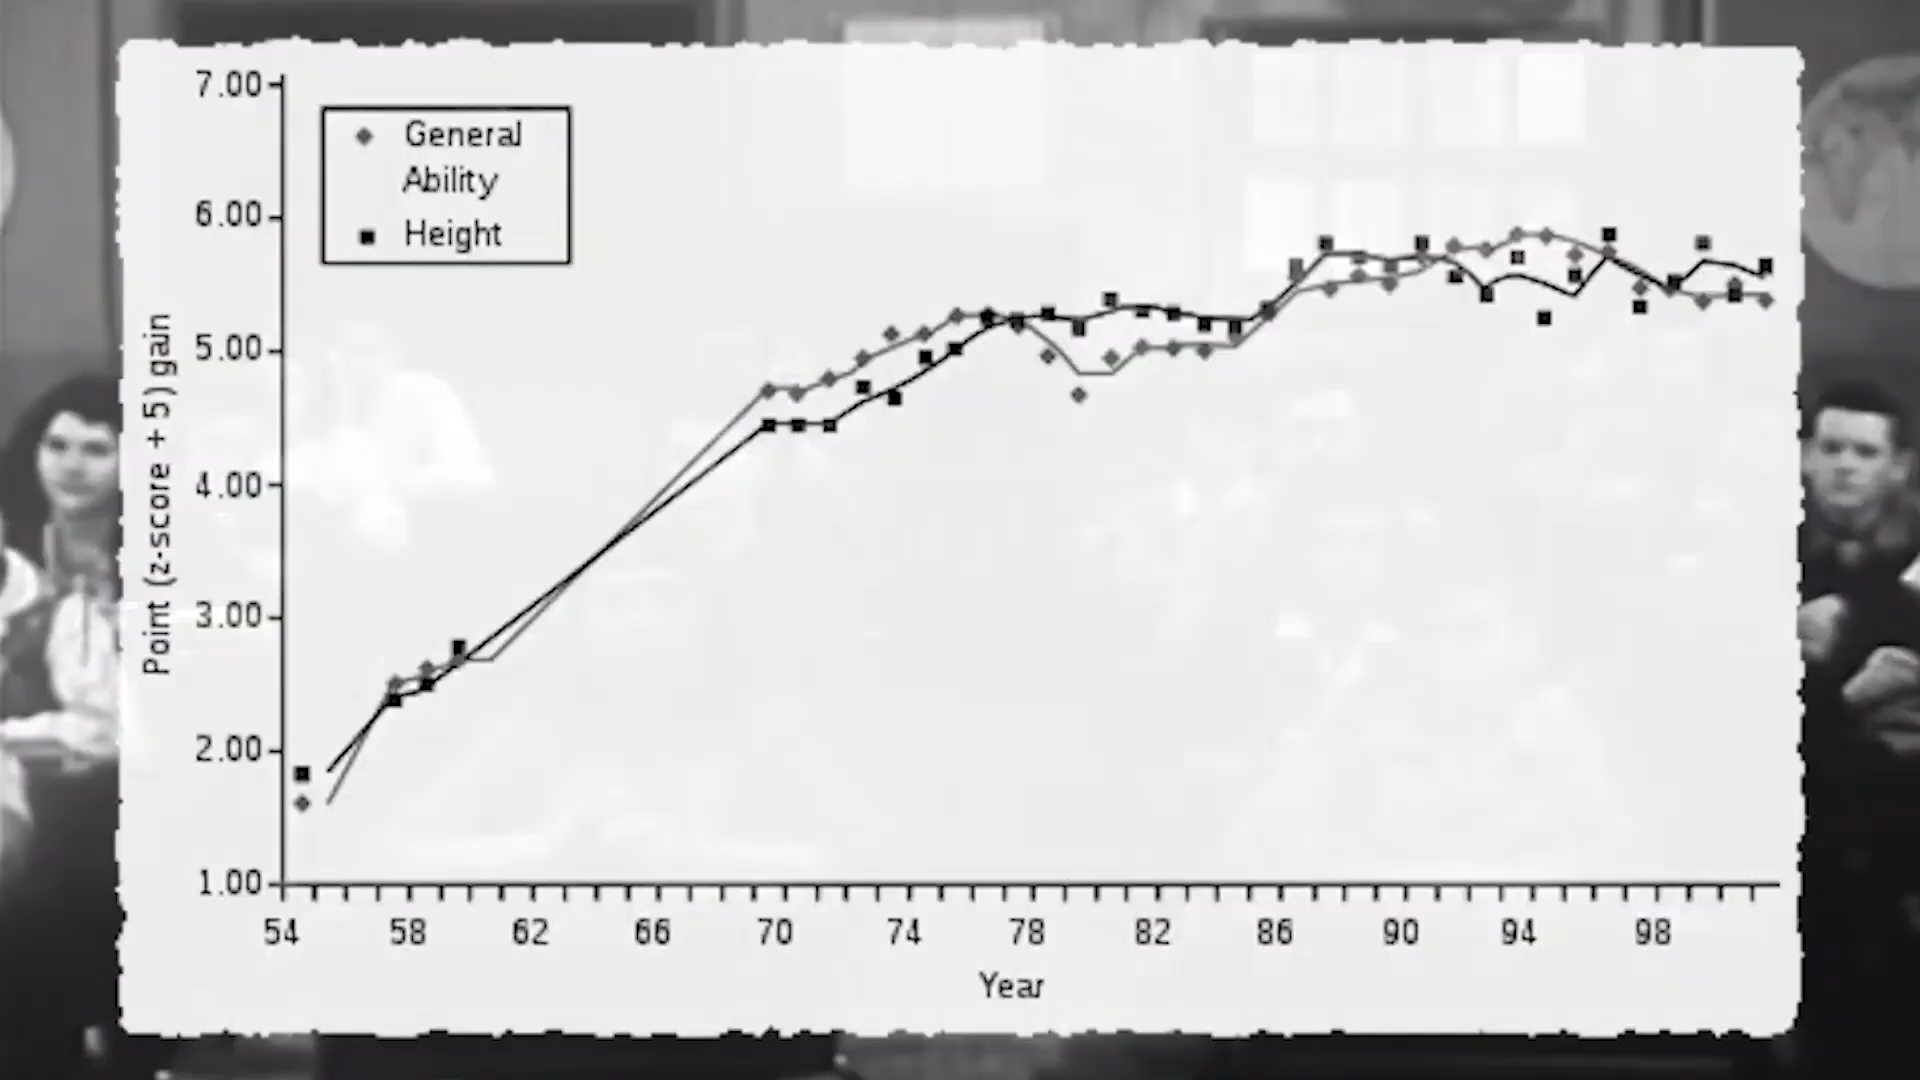 7.00
6.00
5.00
4.00
3.00
2.00
1.00
General
Ability
Height
Point (z-score + 5) gain
54 58 62 66 70 74 78 82 86 90 94 98
Year